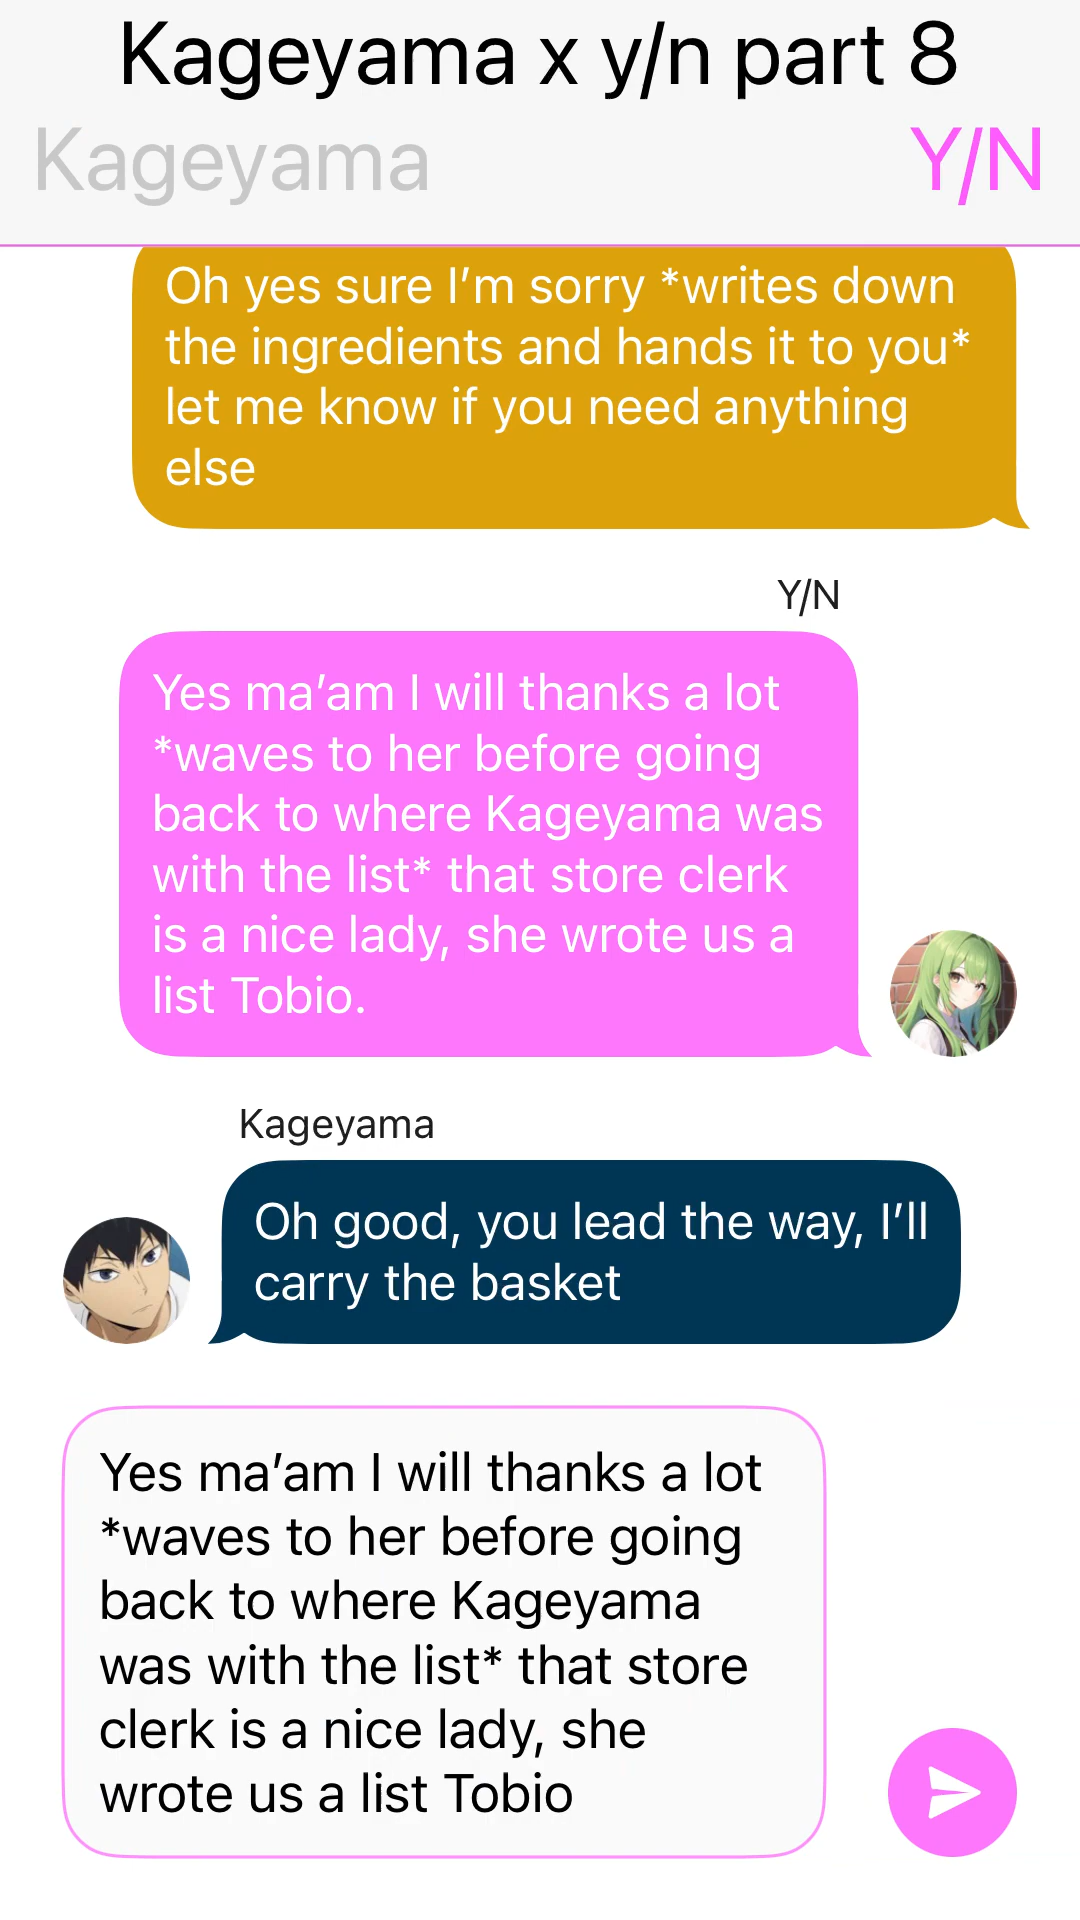 Kageyama x y/n part 8
Kageyama
Y/N
Oh yes sure I’m sorry *writes down
the ingredients and hands it to you*
let me know if you need anything
else
Y/N
Yes ma’am I will thanks a lot
*waves to her before going
back to where Kageyama was
with the list* that store clerk
is a nice lady, she wrote us a
list Tobio.
Kageyama
Oh good, you lead the way, I’ll
carry the basket
Yes ma’am I will thanks a lot
*waves to her before going
back to where Kageyama
was with the list* that store
clerk is a nice lady, she
wrote us a list Tobio